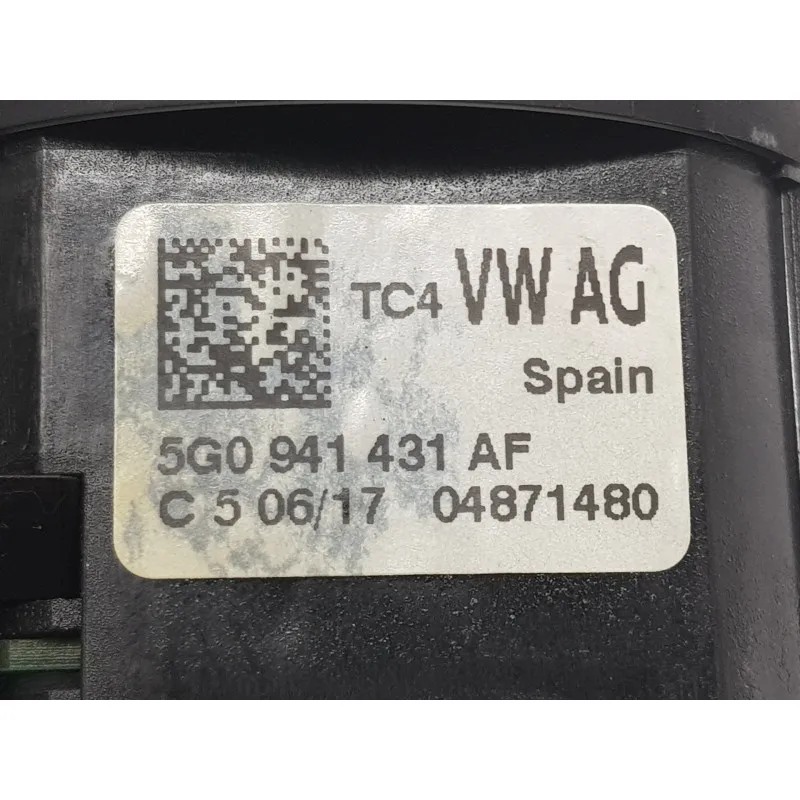 TC4 VW AG
Spain
5G0 941 431 AF
C 5 06/17 04871480